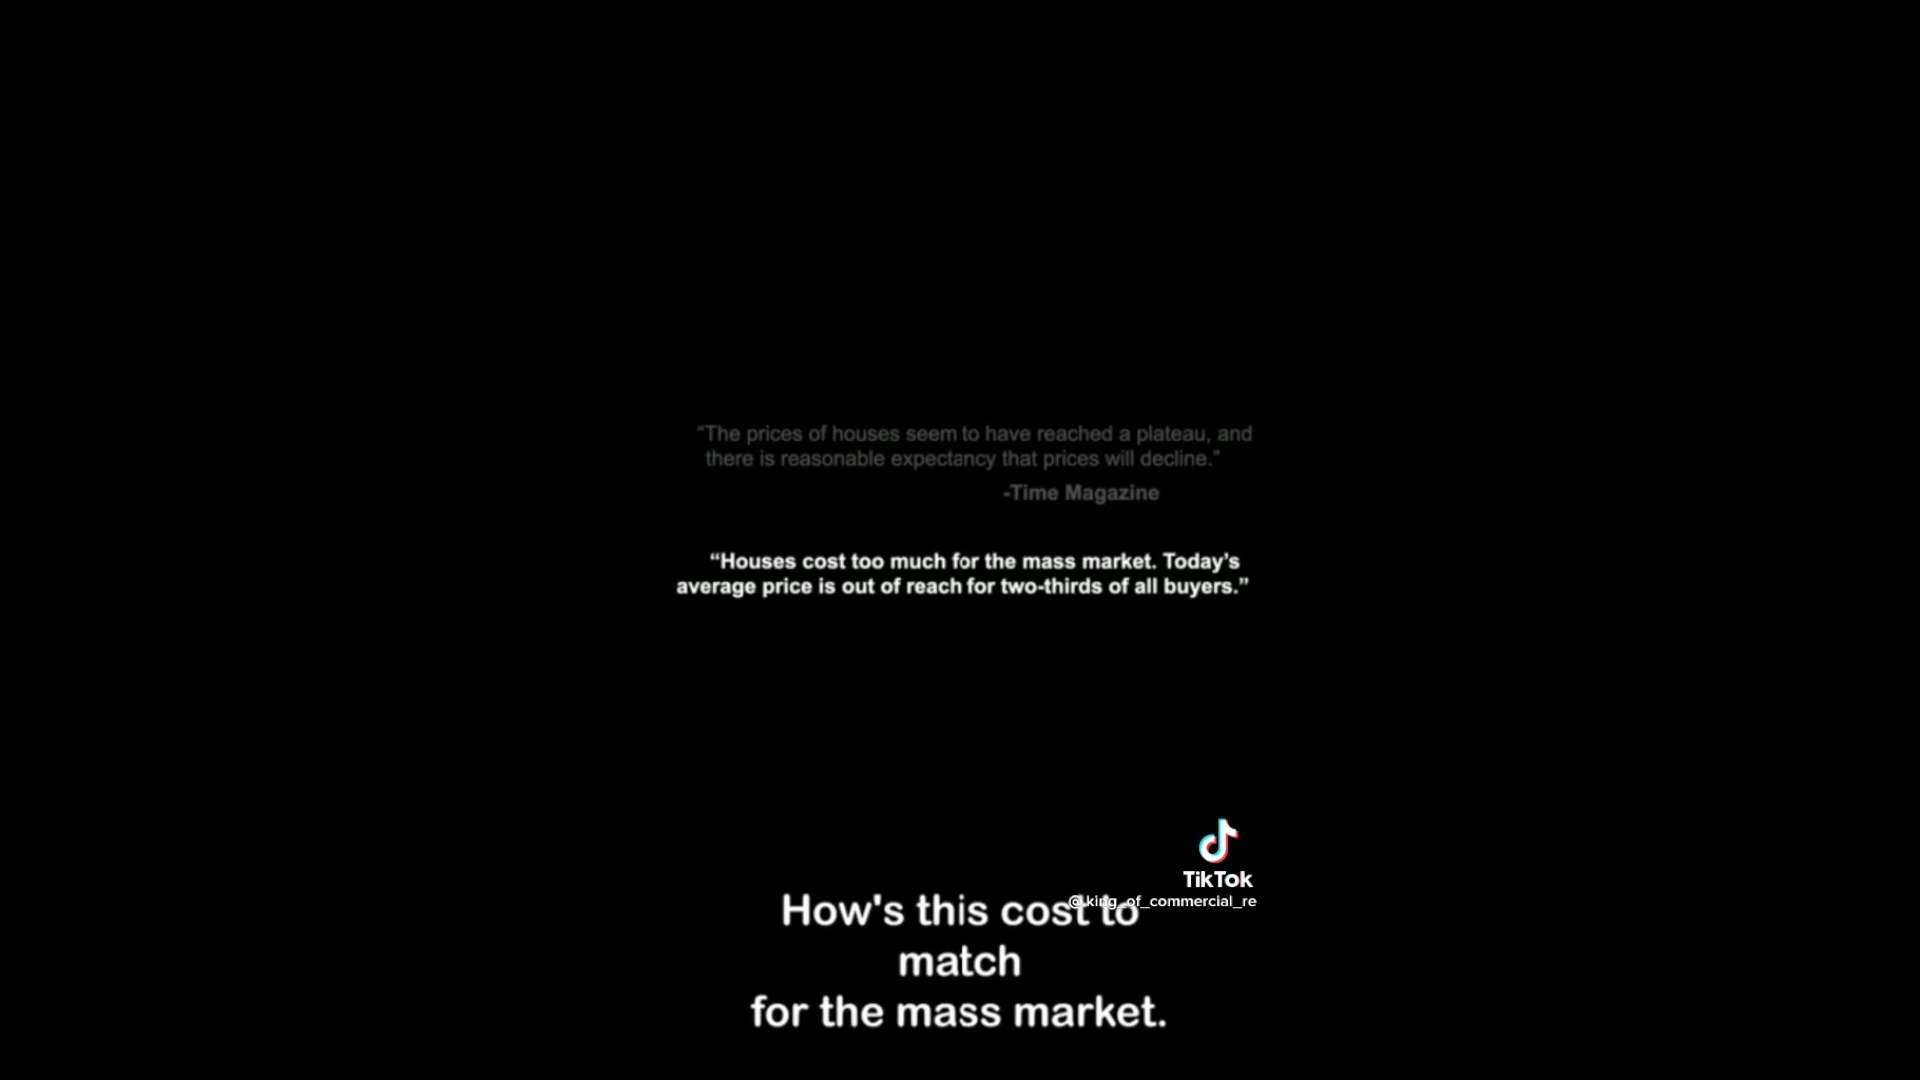 “The prices of houses seem to have reached a plateau, and
there is reasonable expectancy that prices will decline.”
-Time Magazine
“Houses cost too much for the mass market. Today’s
average price is out of reach for two-thirds of all buyers.”
TikTok
@king_of_commercial_re
How's this cost to
match
for the mass market.